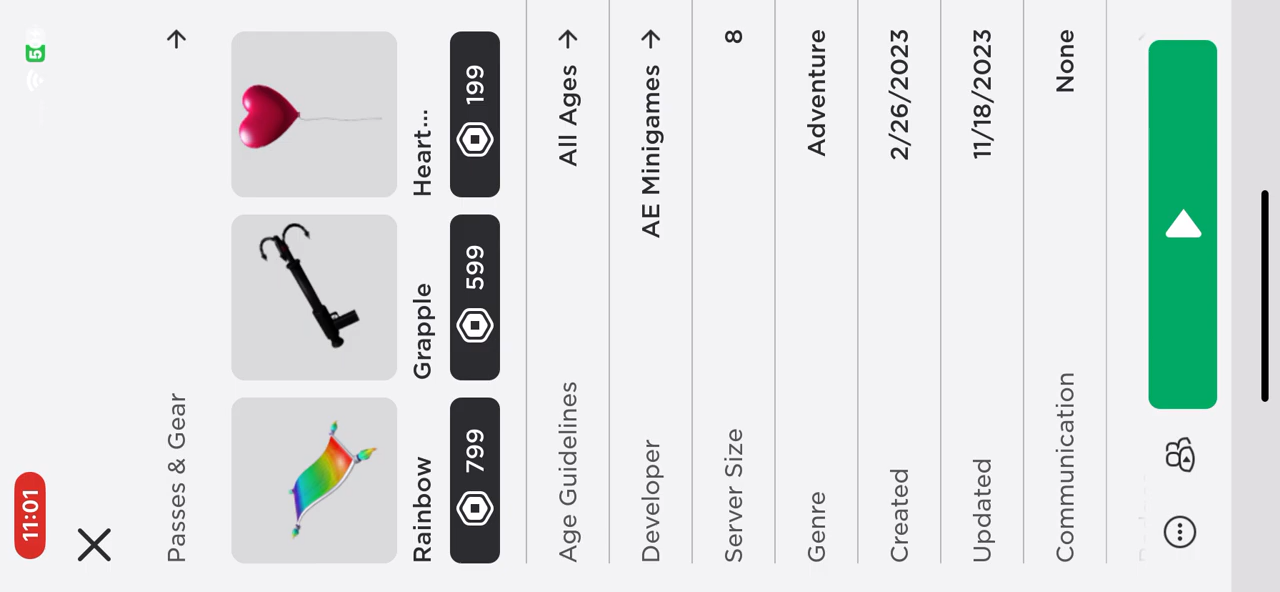 11:01
Passes & Gear
Rainbow Grapple Heart...
799 599 199
Age Guidelines All Ages
Developer AE Minigames
Server Size 8
Genre Adventure
Created 2/26/2023
Updated 11/18/2023
Communication None